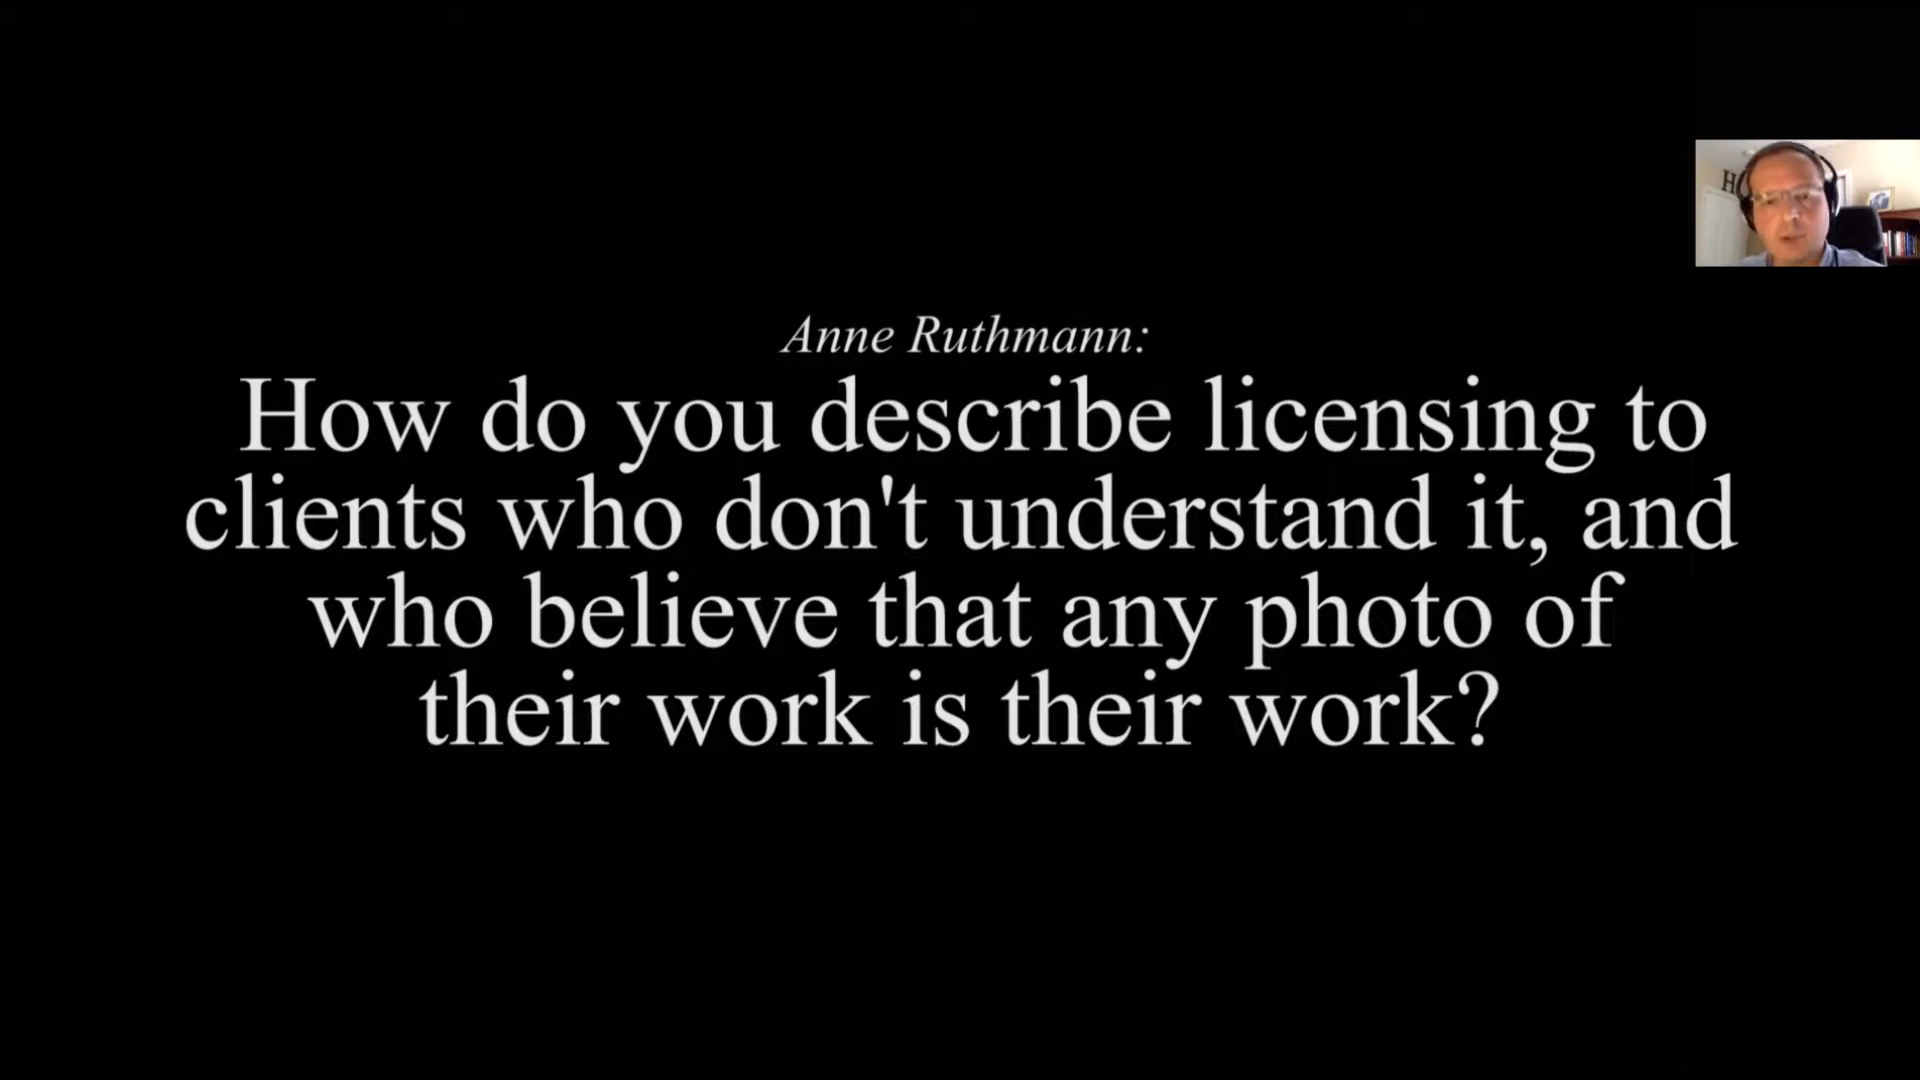 Anne Ruthmann:
How do you describe licensing to
clients who don't understand it, and
who believe that any photo of
their work is their work?
H